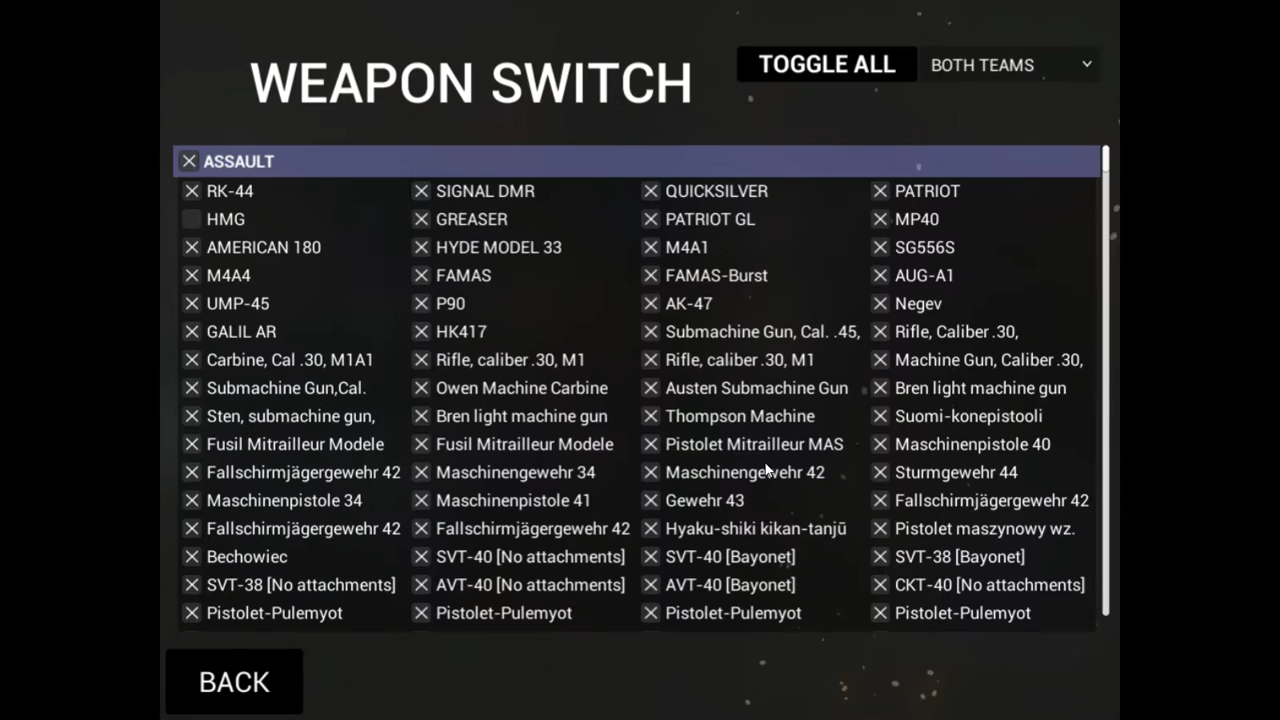 WEAPON SWITCH
TOGGLE ALL
BOTH TEAMS
ASSAULT
RK-44 SIGNAL DMR QUICKSILVER PATRIOT
HMG GREASER PATRIOT GL MP40
AMERICAN 180 HYDE MODEL 33 M4A1 SG556S
M4A4 FAMAS FAMAS-Burst AUG-A1
UMP-45 P90 AK-47 Negev
GALIL AR HK417 Submachine Gun, Cal. .45, Rifle, Caliber .30,
Carbine, Cal .30, M1A1 Rifle, caliber .30, M1 Rifle, caliber .30, M1 Machine Gun, Caliber .30,
Submachine Gun,Cal. Owen Machine Carbine Austen Submachine Gun Bren light machine gun
Sten, submachine gun, Bren light machine gun Thompson Machine Suomi-konepistooli
Fusil Mitrailleur Modele Fusil Mitrailleur Modele Pistolet Mitrailleur MAS Maschinenpistole 40
Fallschirmjägergewehr 42 Maschinengewehr 34 Maschinengewehr 42 Sturmgewehr 44
Maschinenpistole 34 Maschinenpistole 41 Gewehr 43 Fallschirmjägergewehr 42
Fallschirmjägergewehr 42 Fallschirmjägergewehr 42 Hyaku-shiki kikan-tanjū Pistolet maszynowy wz.
Bechowiec SVT-40 [No attachments] SVT-40 [Bayonet] SVT-38 [Bayonet]
SVT-38 [No attachments] AVT-40 [No attachments] AVT-40 [Bayonet] CKT-40 [No attachments]
Pistolet-Pulemyot Pistolet-Pulemyot Pistolet-Pulemyot Pistolet-Pulemyot
BACK